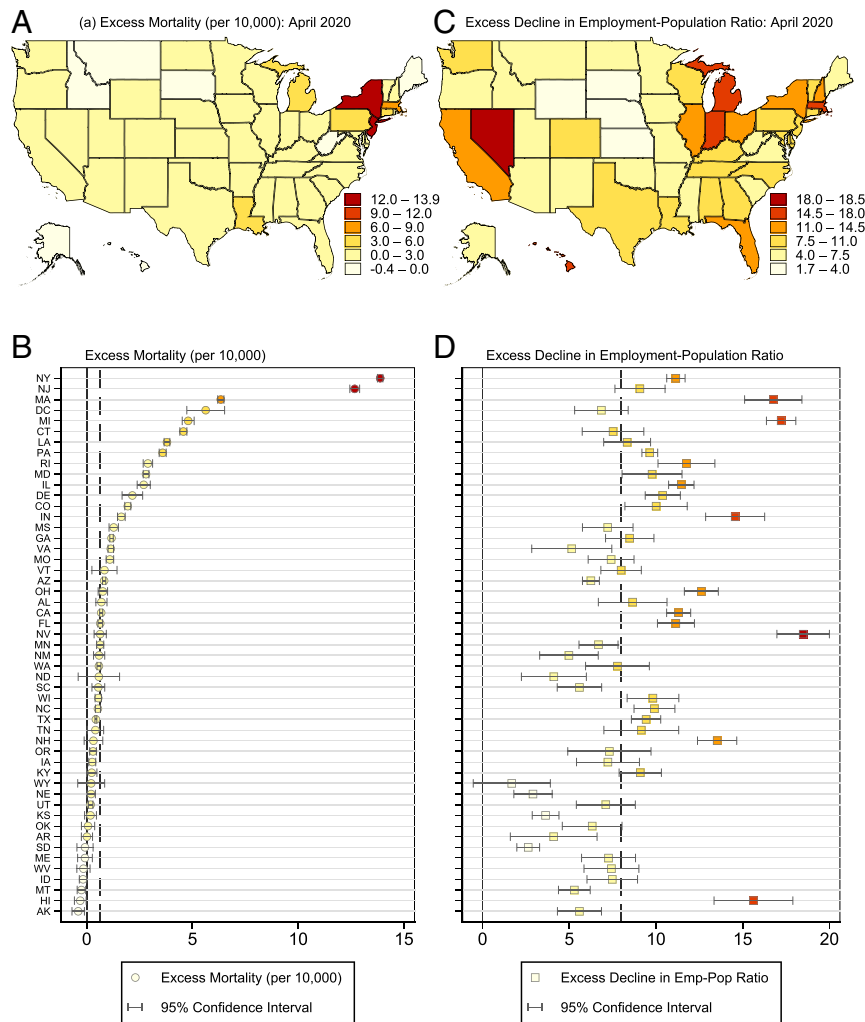 A
(a) Excess Mortality (per 10,000): April 2020
12.0 – 13.9
9.0 – 12.0
6.0 – 9.0
3.0 – 6.0
0.0 – 3.0
-0.4 – 0.0
C
Excess Decline in Employment-Population Ratio: April 2020
18.0 – 18.5
14.5 – 18.0
11.0 – 14.5
7.5 – 11.0
4.0 – 7.5
1.7 – 4.0
B
Excess Mortality (per 10,000)
NY
NJ
MA
DC
MI
CT
LA
PA
RI
MD
IL
DE
CO
IN
MS
GA
VA
MO
VT
AZ
OH
AL
CA
FL
NV
MN
NM
WA
ND
SC
WI
NC
TX
TN
NH
OR
IA
KY
WY
NE
UT
KS
OK
AR
SD
ME
WV
ID
MT
HI
AK
0 5 10 15
Excess Mortality (per 10,000)
95% Confidence Interval
D
Excess Decline in Employment-Population Ratio
0 5 10 15 20
Excess Decline in Emp-Pop Ratio
95% Confidence Interval